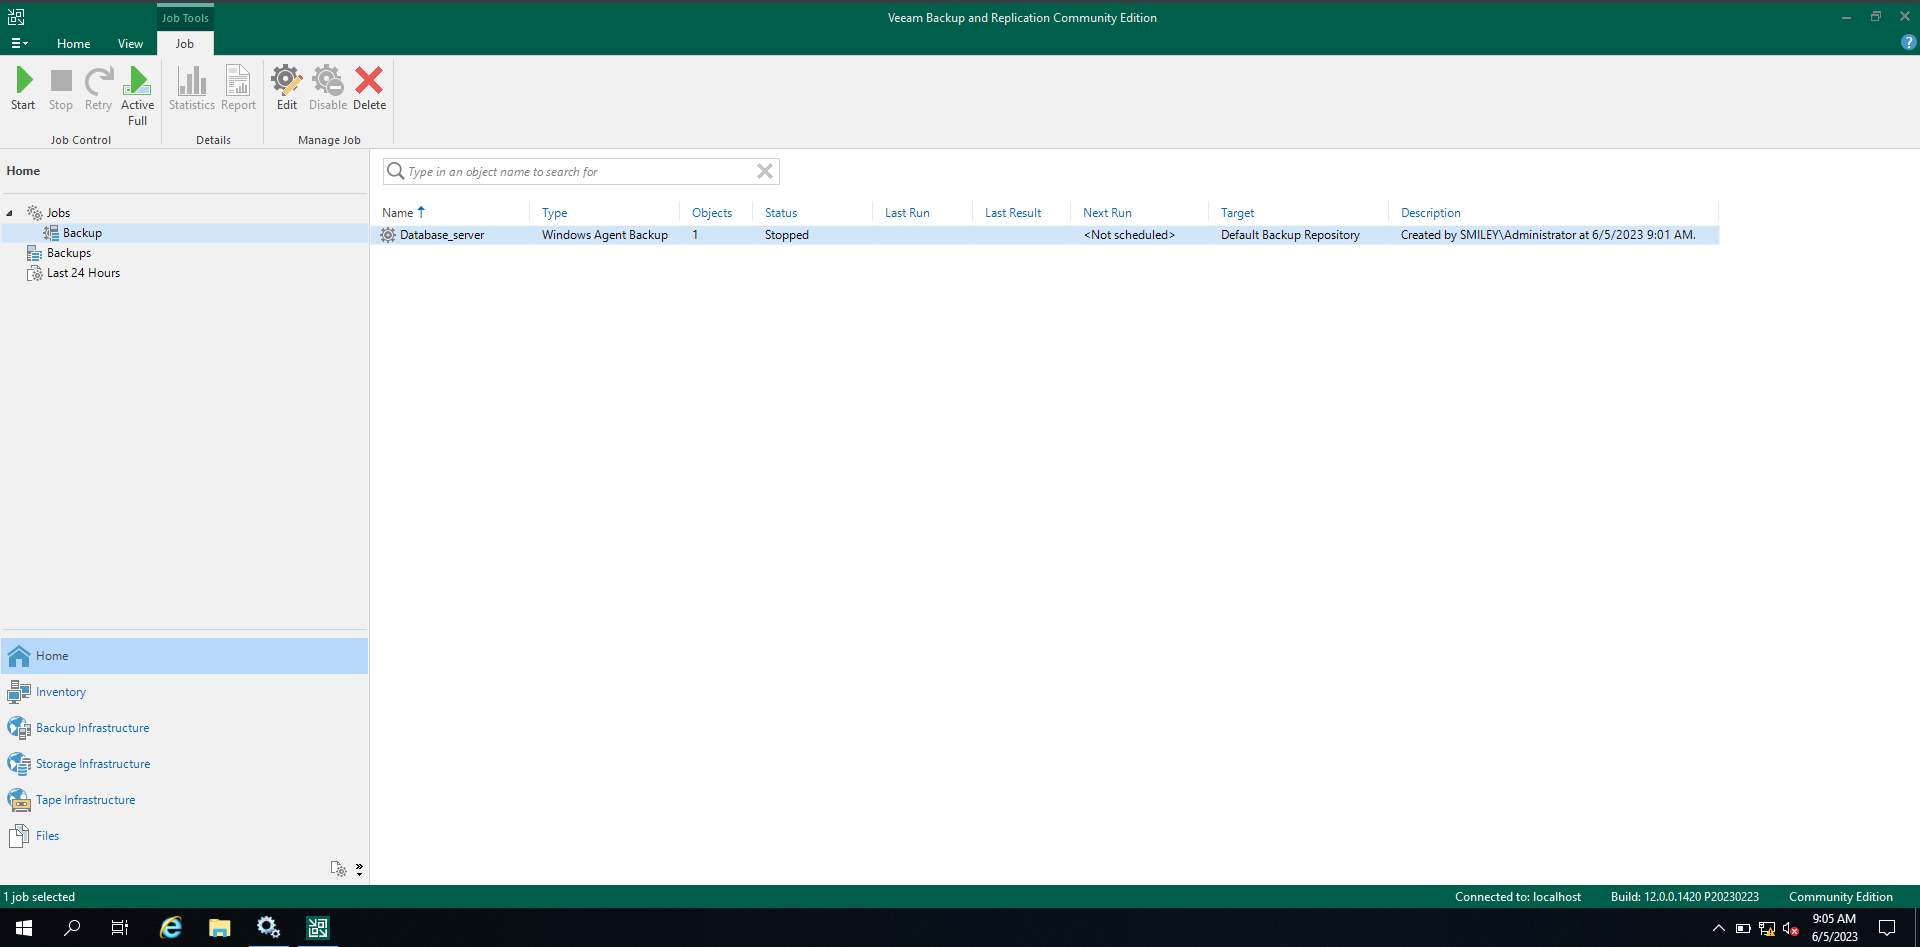 Job Tools
Veeam Backup and Replication Community Edition
Home View Job
Start Stop Retry Active Full Statistics Report Edit Disable Delete
Job Control Details Manage Job
Home
Type in an object name to search for
Jobs
Backup
Backups
Last 24 Hours
Name Type Objects Status Last Run Last Result Next Run Target Description
Database_server Windows Agent Backup 1 Stopped <Not scheduled> Default Backup Repository Created by SMILEY\Administrator at 6/5/2023 9:01 AM.
Home
Inventory
Backup Infrastructure
Storage Infrastructure
Tape Infrastructure
Files
1 job selected
Connected to: localhost Build: 12.0.0.1420 P20230223 Community Edition
9:05 AM
6/5/2023